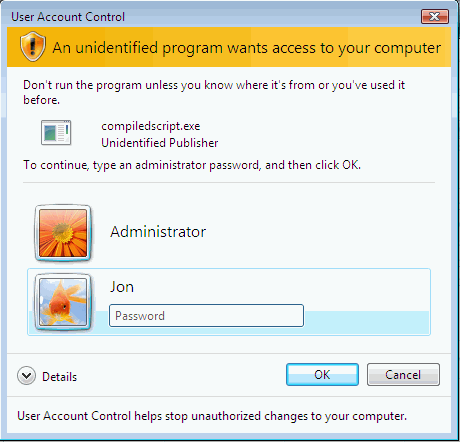 User Account Control
An unidentified program wants access to your computer
Don't run the program unless you know where it's from or you've used it
before.
compiledscript.exe
Unidentified Publisher
To continue, type an administrator password, and then click OK.
Administrator
Jon
Password
Details
OK
Cancel
User Account Control helps stop unauthorized changes to your computer.